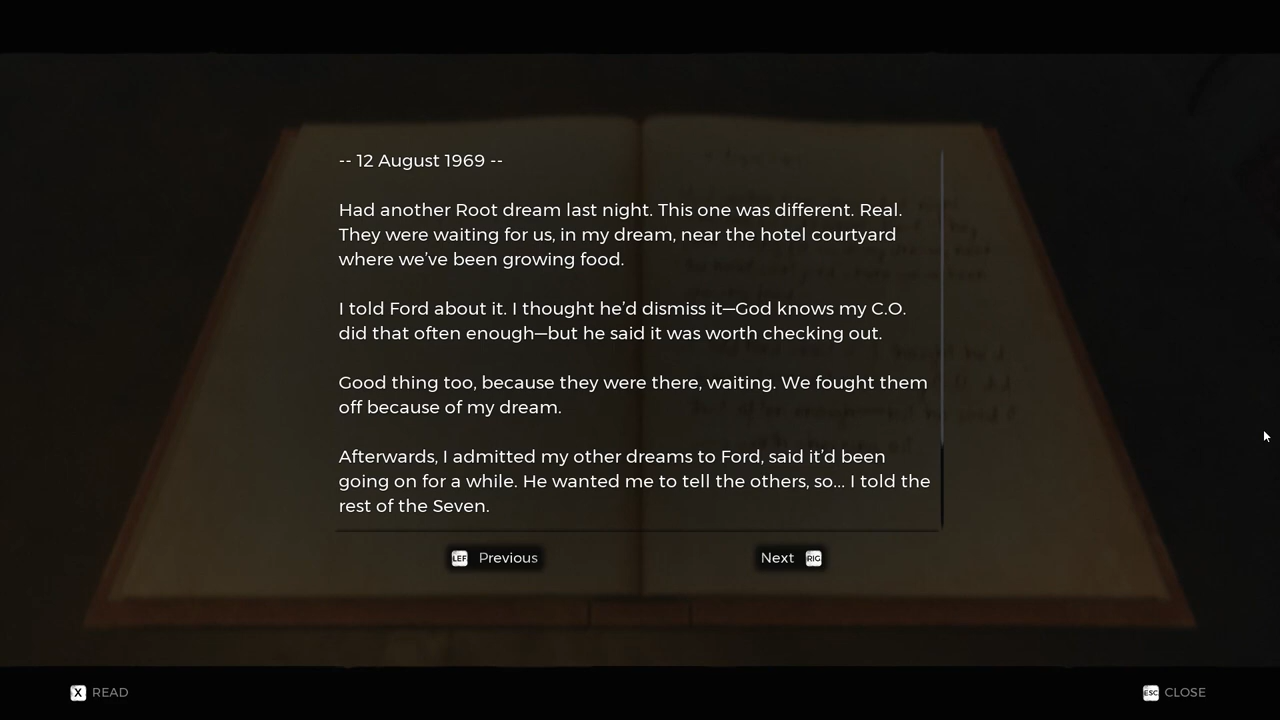 -- 12 August 1969 --
Had another Root dream last night. This one was different. Real.
They were waiting for us, in my dream, near the hotel courtyard
where we’ve been growing food.
I told Ford about it. I thought he’d dismiss it—God knows my C.O.
did that often enough—but he said it was worth checking out.
Good thing too, because they were there, waiting. We fought them
off because of my dream.
Afterwards, I admitted my other dreams to Ford, said it’d been
going on for a while. He wanted me to tell the others, so... I told the
rest of the Seven.
LEF Previous
Next RIG
X READ
ESC CLOSE